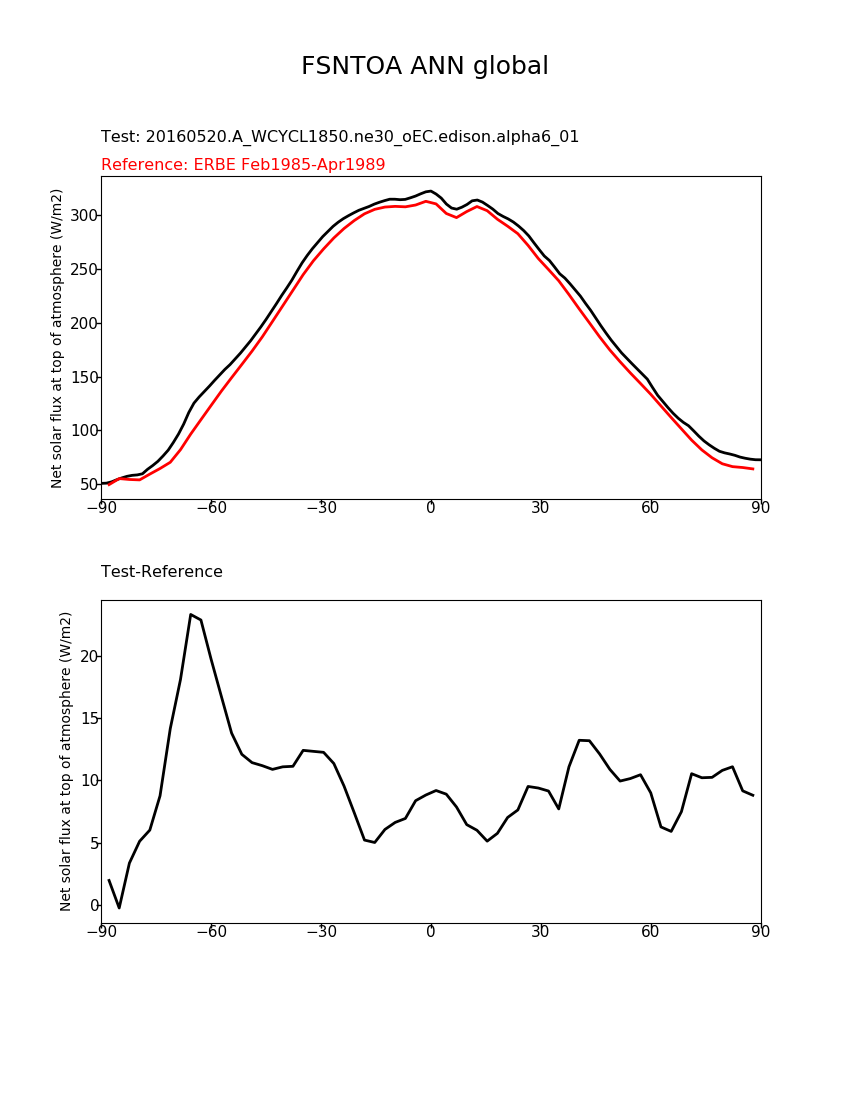 FSNTOA ANN global
Test: 20160520.A_WCYCL1850.ne30_oEC.edison.alpha6_01
Reference: ERBE Feb1985-Apr1989
Net solar flux at top of atmosphere (W/m2)
300
250
200
150
100
50
−90 −60 −30 0 30 60 90
Test-Reference
Net solar flux at top of atmosphere (W/m2)
20
15
10
5
0
−90 −60 −30 0 30 60 90